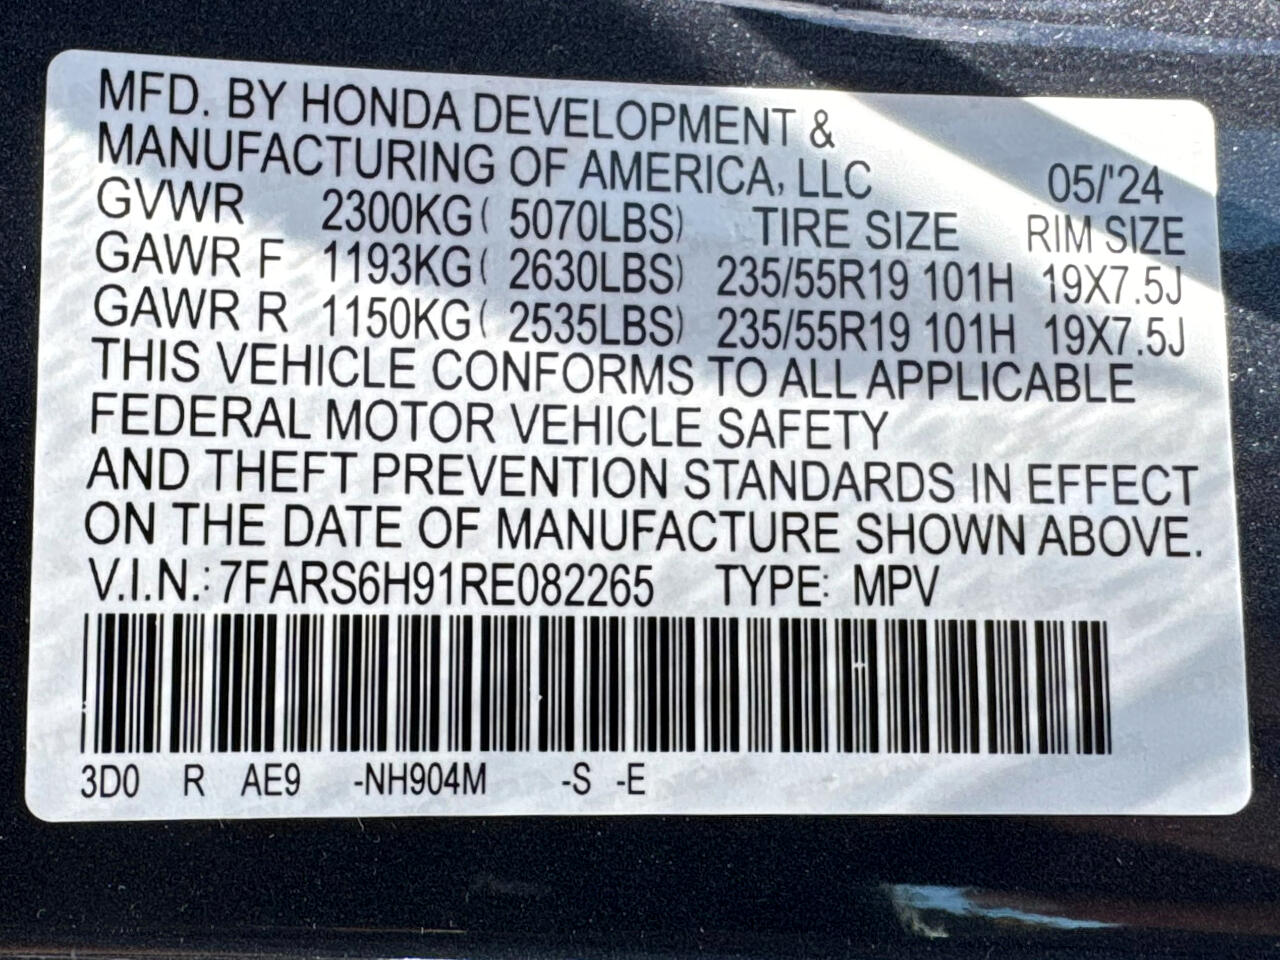 MFD. BY HONDA DEVELOPMENT &
MANUFACTURING OF AMERICA, LLC 05/'24
GVWR 2300KG( 5070LBS) TIRE SIZE RIM SIZE
GAWR F 1193KG( 2630LBS) 235/55R19 101H 19X7.5J
GAWR R 1150KG( 2535LBS) 235/55R19 101H 19X7.5J
THIS VEHICLE CONFORMS TO ALL APPLICABLE
FEDERAL MOTOR VEHICLE SAFETY
AND THEFT PREVENTION STANDARDS IN EFFECT
ON THE DATE OF MANUFACTURE SHOWN ABOVE.
V.I.N.: 7FARS6H91RE082265 TYPE: MPV
3D0 R AE9 -NH904M -S -E